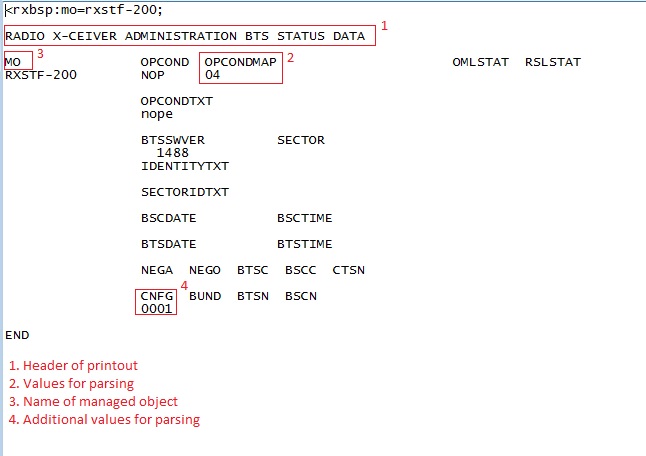 <rxbsp:mo=rxstf-200;
RADIO X-CEIVER ADMINISTRATION BTS STATUS DATA 1
MO 3 OPCOND OPCONDMAP 2 OMLSTAT RSLSTAT
RXSTF-200 NOP 04
OPCONDTXT
nope
BTSSWVER SECTOR
1488
IDENTITYTXT
SECTORIDTXT
BSCDATE BSCTIME
BTSDATE BTSTIME
NEGA NEGO BTSC BSCC CTSN
4
CNFG BUND BTSN BSCN
0001
END
1. Header of printout
2. Values for parsing
3. Name of managed object
4. Additional values for parsing